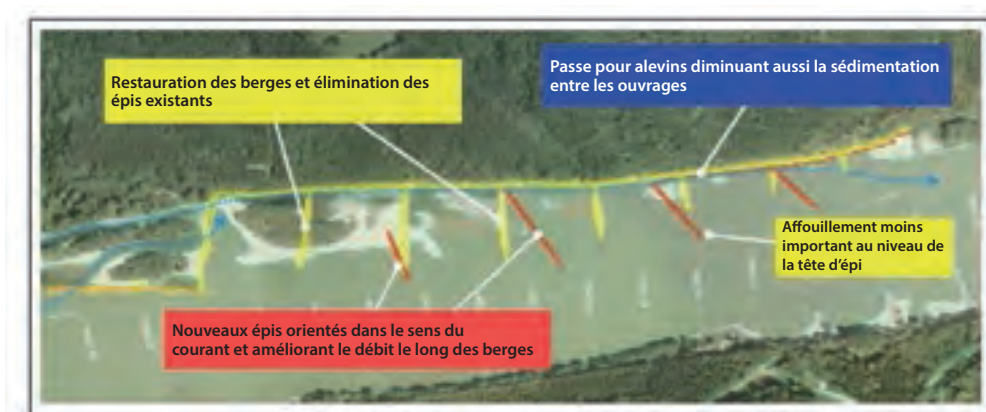 Restauration des berges et élimination des
épis existants
Passe pour alevins diminuant aussi la sédimentation
entre les ouvrages
Affouillement moins
important au niveau de
la tête d’épi
Nouveaux épis orientés dans le sens du
courant et améliorant le débit le long des berges